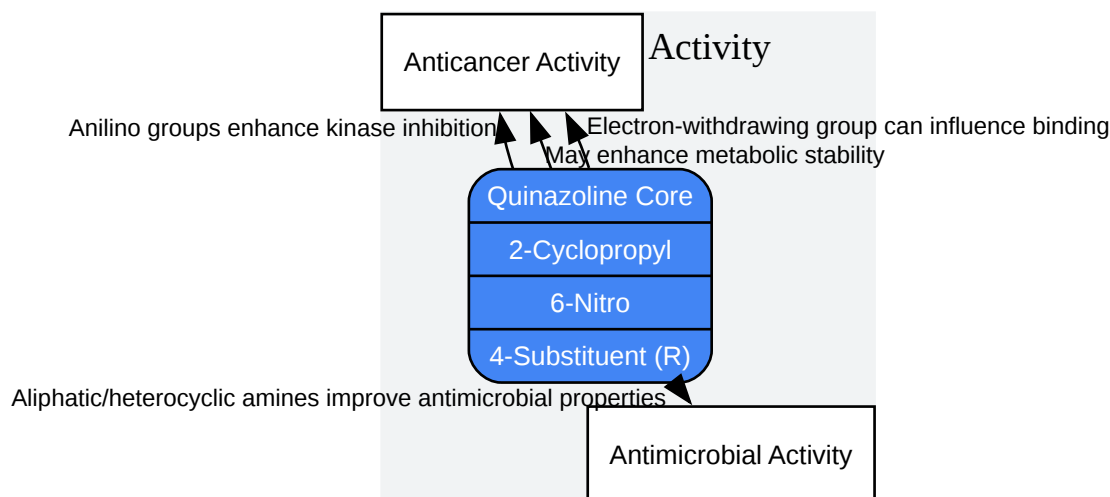 Anticancer Activity
Activity
Anilino groups enhance kinase inhibition
Electron-withdrawing group can influence binding
May enhance metabolic stability
Quinazoline Core
2-Cyclopropyl
6-Nitro
4-Substituent (R)
Aliphatic/heterocyclic amines improve antimicrobial properties
Antimicrobial Activity